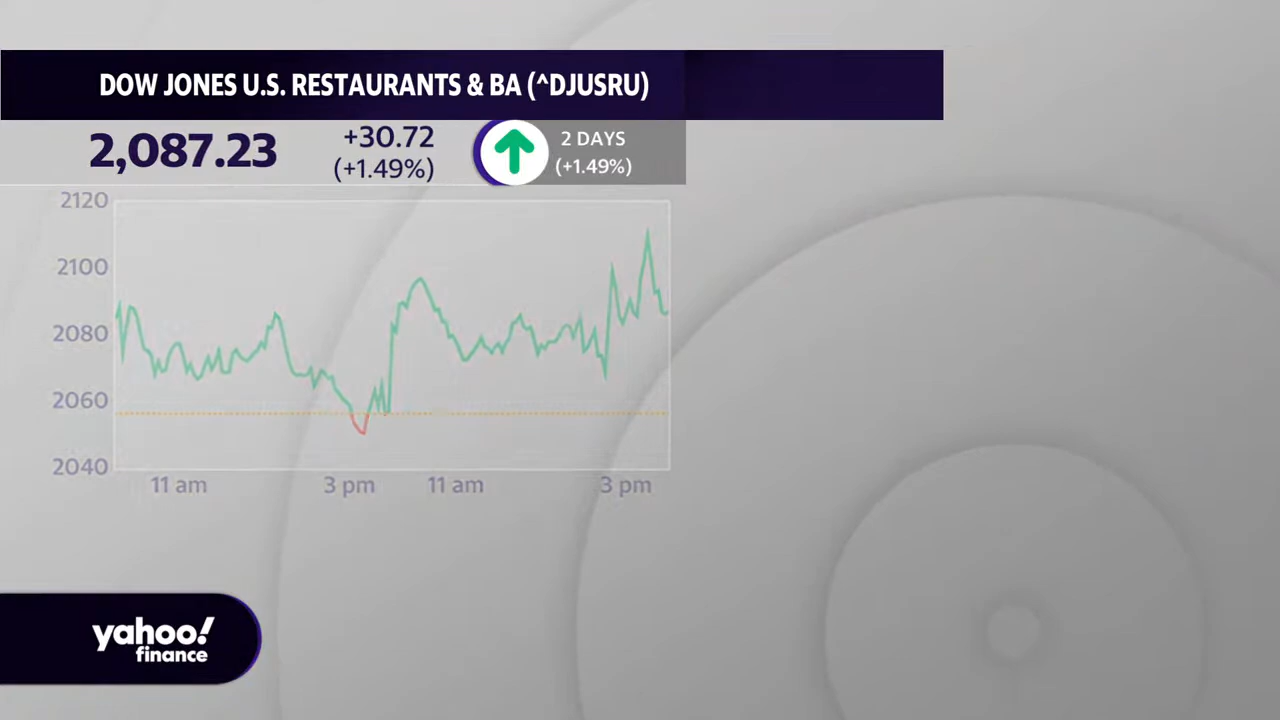 DOW JONES U.S. RESTAURANTS & BA (^DJUSRU)
2,087.23
+30.72
(+1.49%)
2 DAYS
(+1.49%)
2120
2100
2080
2060
2040
11 am 3 pm 11 am 3 pm
yahoo!
finance